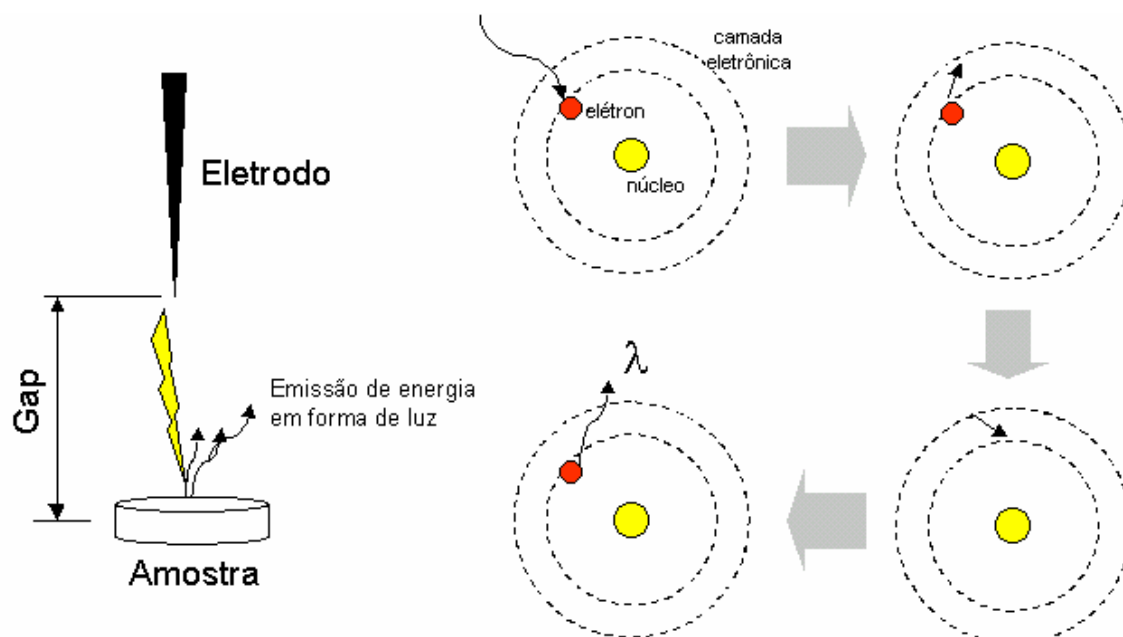 Eletrodo
Gap
Emissão de energia
em forma de luz
Amostra
camada
eletrônica
elétron
núcleo
λ